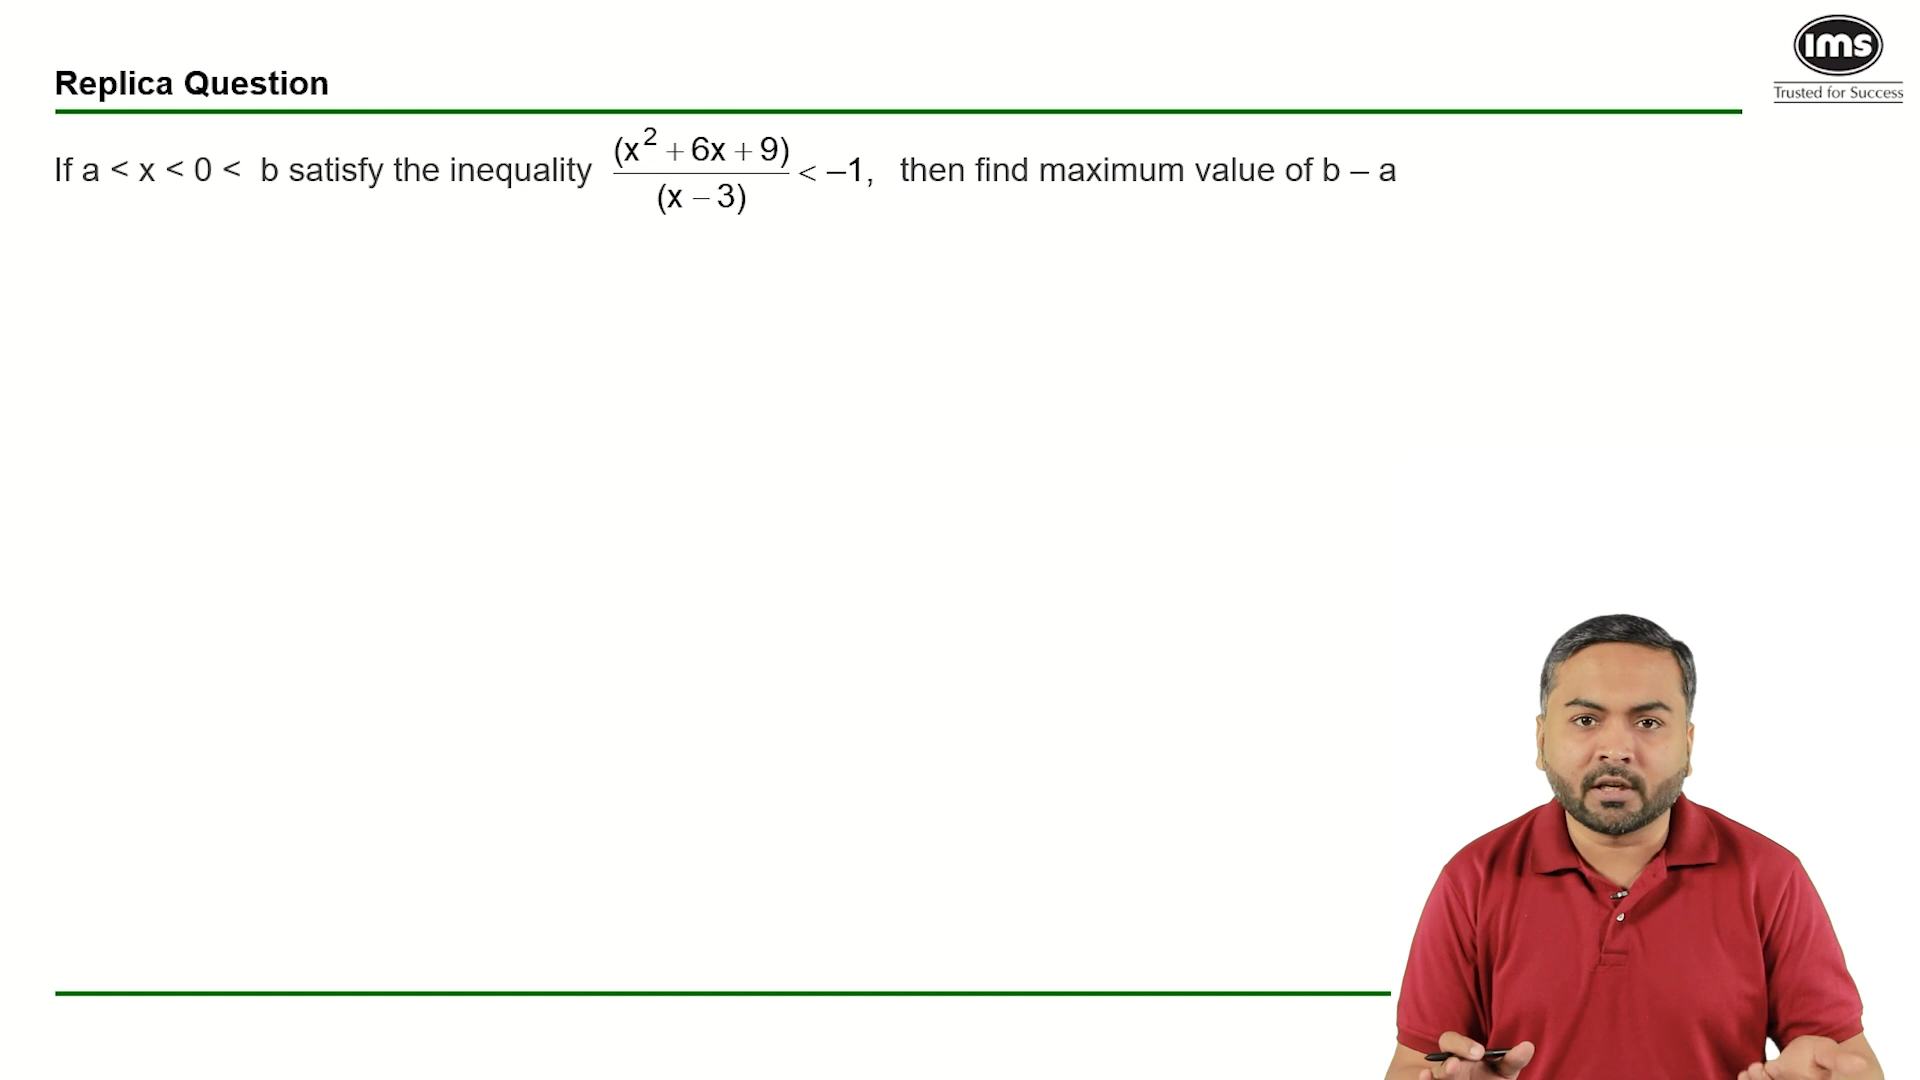 ıms
Trusted for Success
Replica Question
If a < x < 0 < b satisfy the inequality (x² + 6x + 9) / (x – 3) < –1, then find maximum value of b – a